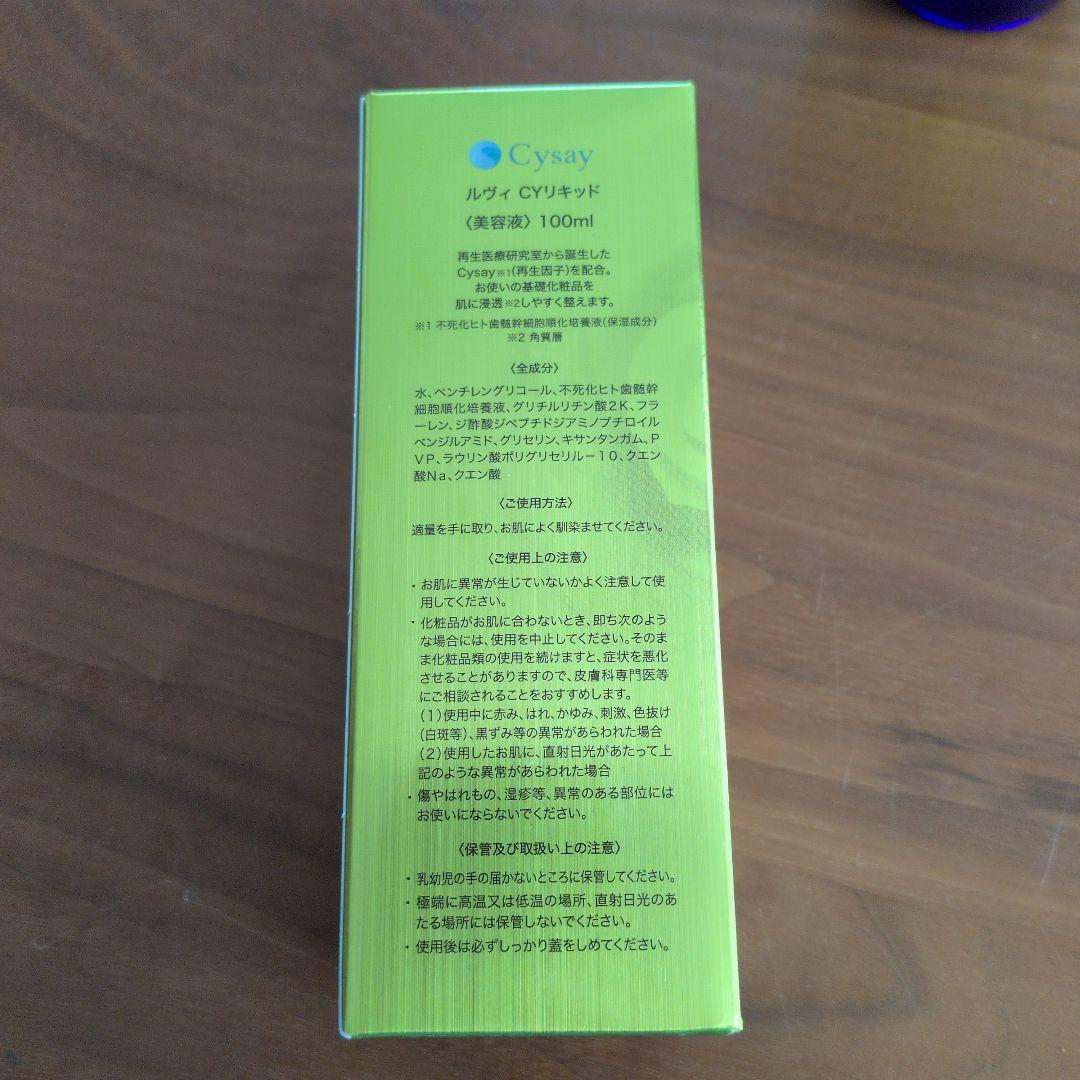 Cysay
ルヴィ CYリキッド
〈美容液〉100ml
再生医療研究室から誕生した
Cysay※1(再生因子)を配合。
お使いの基礎化粧品を
肌に浸透※2しやすく整えます。
※1 不死化ヒト歯髄幹細胞順化培養液(保湿成分)
※2 角質層
〈全成分〉
水、ペンチレングリコール、不死化ヒト歯髄幹
細胞順化培養液、グリチルリチン酸2K、フラ
ーレン、ジ酢酸ジペプチドジアミノブチロイル
ベンジルアミド、グリセリン、キサンタンガム、P
VP、ラウリン酸ポリグリセリルー10、クエン
酸Na、クエン酸
〈ご使用方法〉
適量を手に取り、お肌によく馴染ませてください。
〈ご使用上の注意〉
・お肌に異常が生じていないかよく注意して使
用してください。
・化粧品がお肌に合わないとき、即ち次のよう
な場合には、使用を中止してください。そのま
ま化粧品類の使用を続けますと、症状を悪化
させることがありますので、皮膚科専門医等
にご相談されることをおすすめします。
(1)使用中に赤み、はれ、かゆみ、刺激、色抜け
(白斑等)、黒ずみ等の異常があらわれた場合
(2)使用したお肌に、直射日光があたって上
記のような異常があらわれた場合
・傷やはれもの、湿疹等、異常のある部位には
お使いにならないでください。
〈保管及び取扱い上の注意〉
・乳幼児の手の届かないところに保管してください。
・極端に高温又は低温の場所、直射日光のあ
たる場所には保管しないでください。
・使用後は必ずしっかり蓋をしめてください。